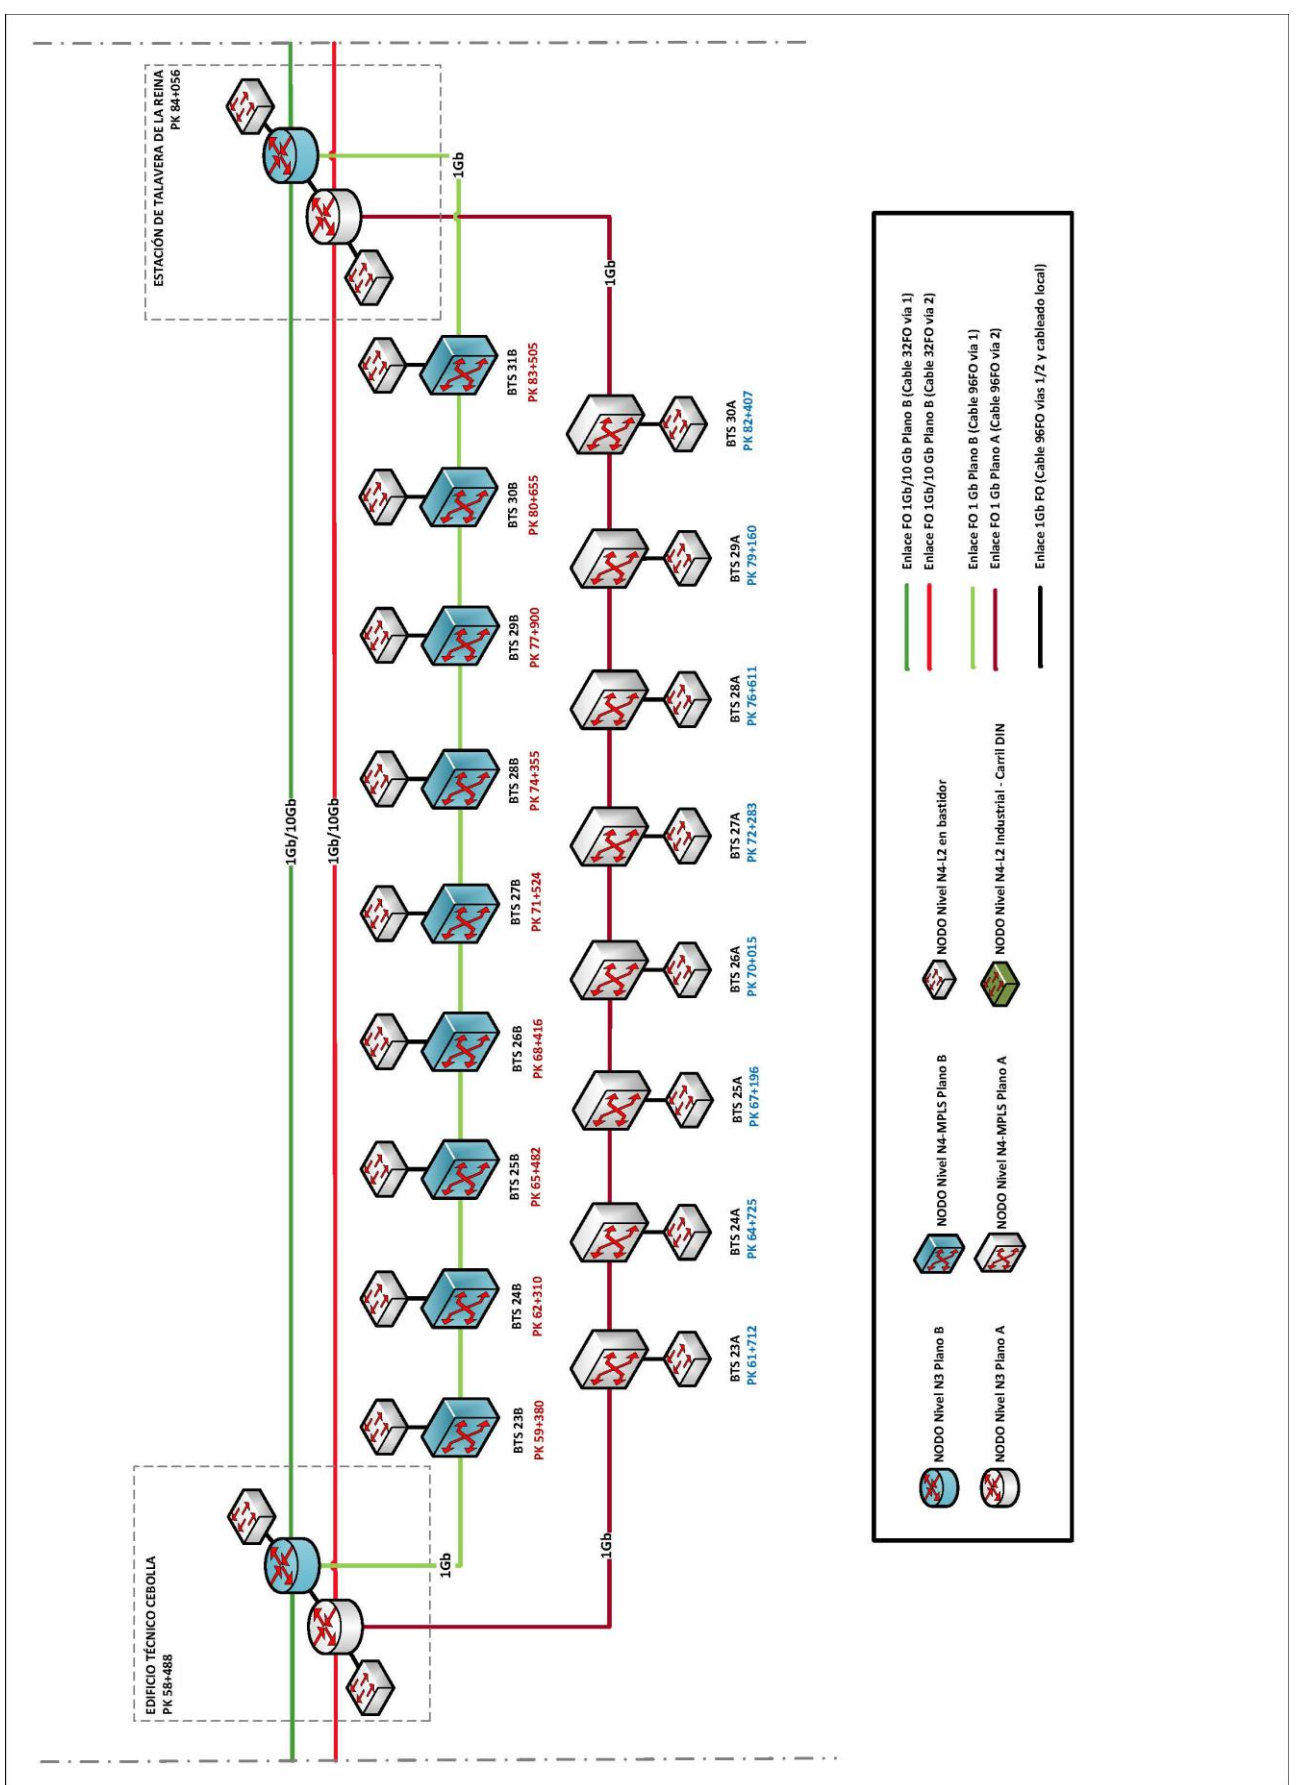 EDIFICIO TÉCNICO CEBOLLA
PK 58+488
ESTACIÓN DE TALAVERA DE LA REINA
PK 84+056
1Gb/10Gb
1Gb/10Gb
1Gb
1Gb
BTS 23B
PK 59+380
BTS 24B
PK 62+310
BTS 25B
PK 65+482
BTS 26B
PK 68+416
BTS 27B
PK 71+524
BTS 28B
PK 74+355
BTS 29B
PK 77+900
BTS 30B
PK 80+655
BTS 31B
PK 83+505
1Gb
1Gb
BTS 23A
PK 61+712
BTS 24A
PK 64+725
BTS 25A
PK 67+196
BTS 26A
PK 70+015
BTS 27A
PK 72+283
BTS 28A
PK 76+611
BTS 29A
PK 79+160
BTS 30A
PK 82+407
NODO Nivel N3 Plano B
NODO Nivel N3 Plano A
NODO Nivel N4-MPLS Plano B
NODO Nivel N4-MPLS Plano A
NODO Nivel N4-L2 en bastidor
NODO Nivel N4-L2 Industrial - Carril DIN
Enlace FO 1Gb/10 Gb Plano B (Cable 32FO vía 1)
Enlace FO 1Gb/10 Gb Plano B (Cable 32FO vía 2)
Enlace FO 1 Gb Plano B (Cable 96FO vía 1)
Enlace FO 1 Gb Plano A (Cable 96FO vía 2)
Enlace 1Gb FO (Cable 96FO vías 1/2 y cableado local)